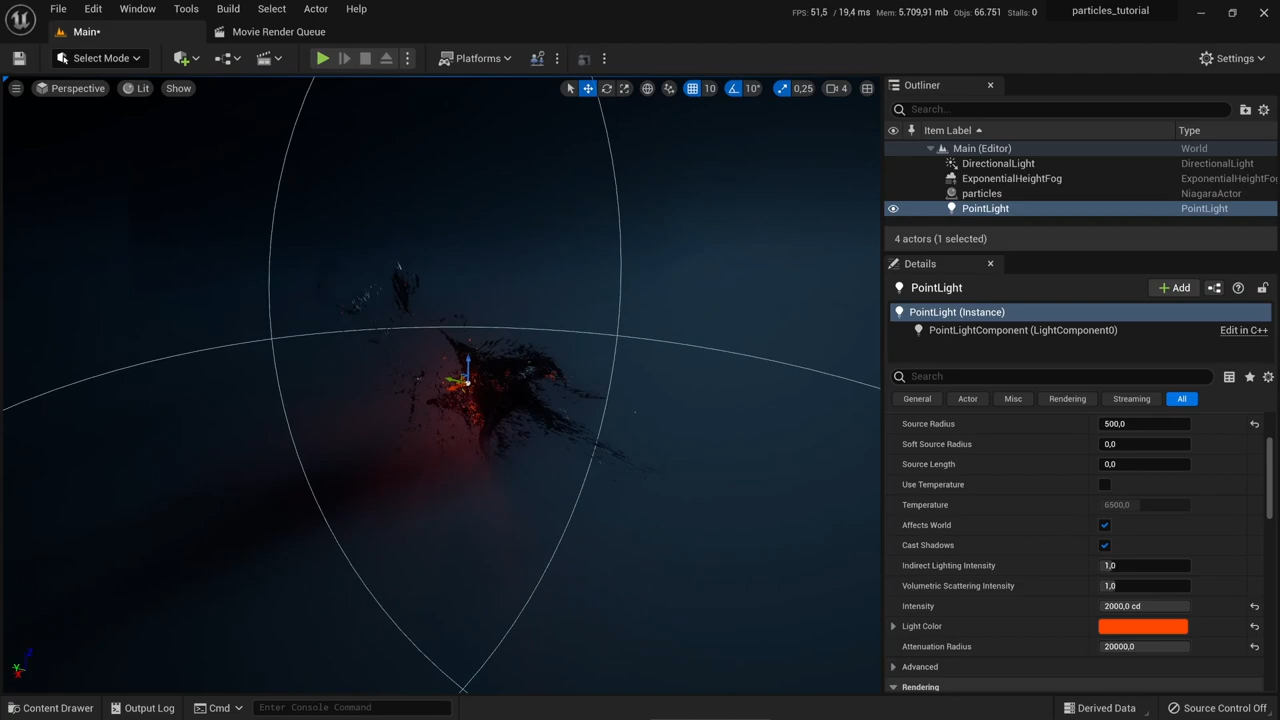 File Edit Window Tools Build Select Actor Help
FPS: 51,5 / 19,4 ms Mem: 5.709,91 mb Objs: 66.751 Stalls: 0
particles_tutorial
Main•
Movie Render Queue
Select Mode
Platforms
Settings
Perspective Lit Show
10 10° 0,25 4
Outliner
Search...
Item Label Type
Main (Editor) World
DirectionalLight DirectionalLight
ExponentialHeightFog ExponentialHeightFo
particles NiagaraActor
PointLight PointLight
4 actors (1 selected)
Details
PointLight
Add
PointLight (Instance)
PointLightComponent (LightComponent0) Edit in C++
Search
General Actor Misc Rendering Streaming All
Source Radius 500,0
Soft Source Radius 0,0
Source Length 0,0
Use Temperature
Temperature 6500,0
Affects World
Cast Shadows
Indirect Lighting Intensity 1,0
Volumetric Scattering Intensity 1,0
Intensity 2000,0 cd
Light Color
Attenuation Radius 20000,0
Advanced
Rendering
Content Drawer Output Log Cmd Enter Console Command Derived Data Source Control Off